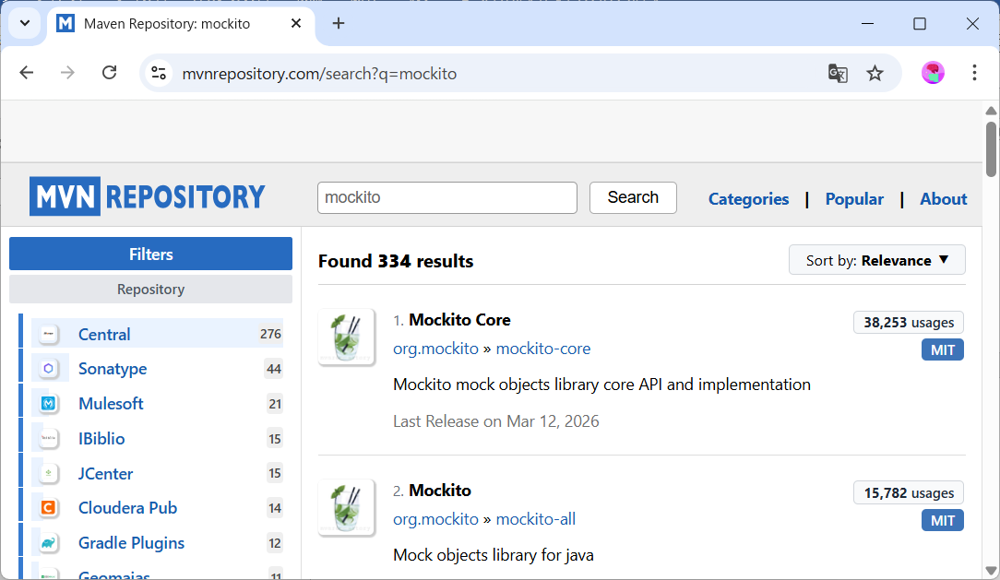 Maven Repository: mockito
mvnrepository.com/search?q=mockito
MVN REPOSITORY
mockito
Search
Categories | Popular | About
Filters
Repository
Central 276
Sonatype 44
Mulesoft 21
IBiblio 15
JCenter 15
Cloudera Pub 14
Gradle Plugins 12
Geomajas 11
Found 334 results
Sort by: Relevance ▼
1. Mockito Core
38,253 usages
org.mockito » mockito-core
MIT
Mockito mock objects library core API and implementation
Last Release on Mar 12, 2026
2. Mockito
15,782 usages
org.mockito » mockito-all
MIT
Mock objects library for java